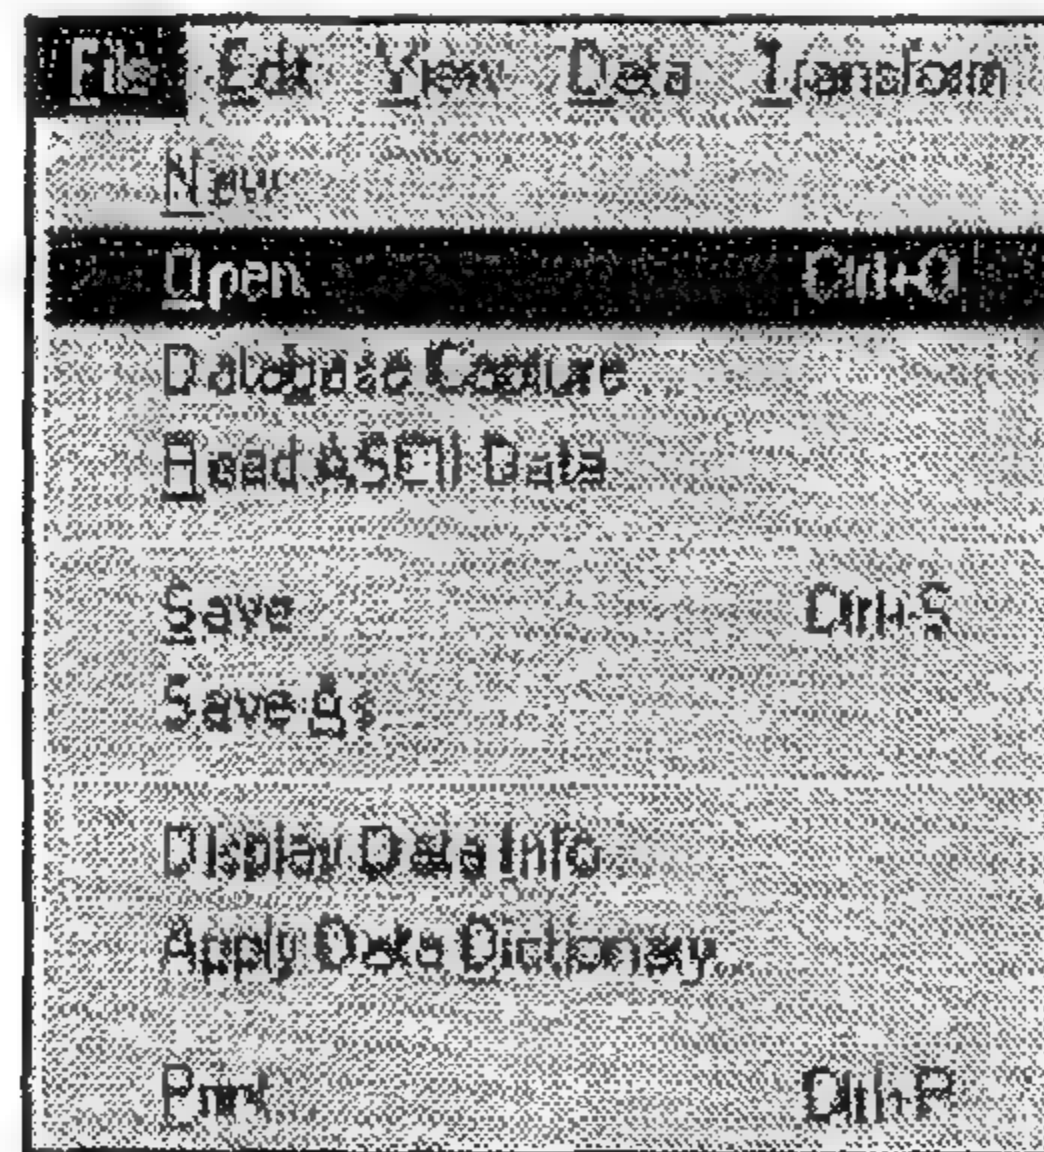 File Edit View Data Transform
New
Open Ctrl+O
Database Capture
Read ASCII Data
Save Ctrl+S
Save As
Display Data Info
Apply Data Dictionary
Print Ctrl+P